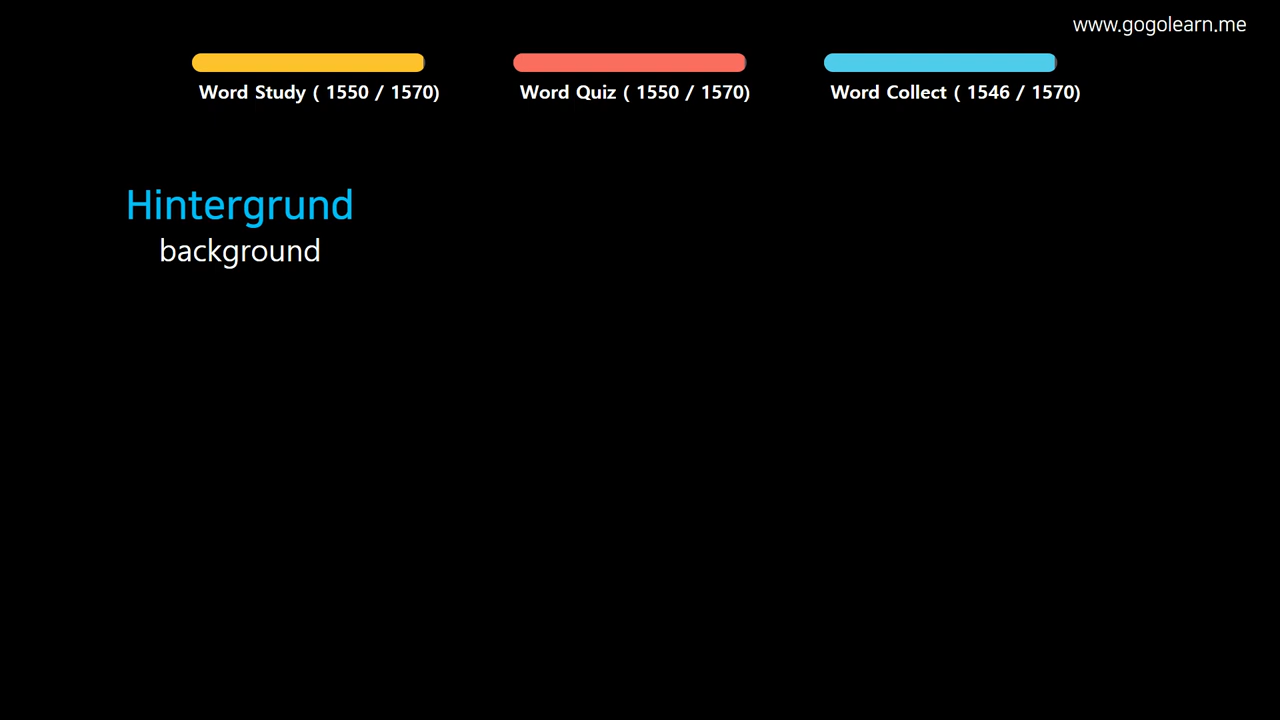 www.gogolearn.me
Word Study ( 1550 / 1570)
Word Quiz ( 1550 / 1570)
Word Collect ( 1546 / 1570)
Hintergrund
background